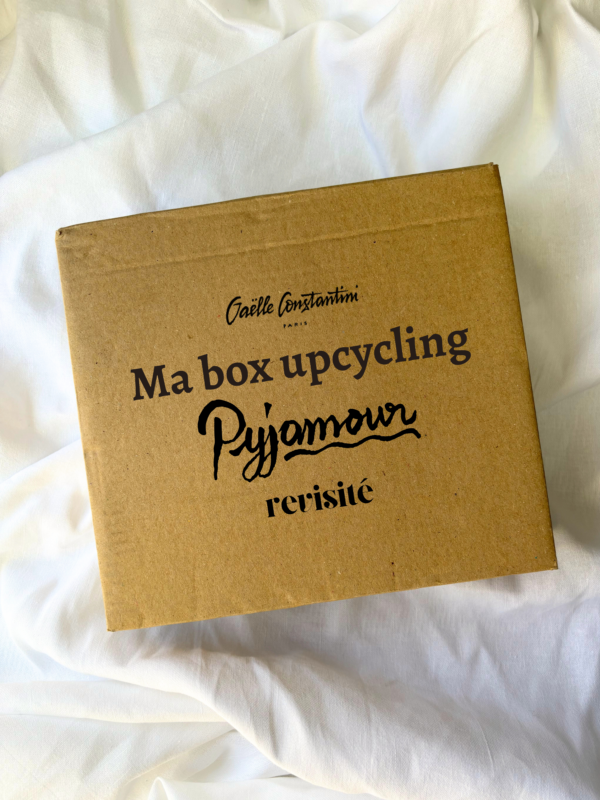 Gaëlle Constantini
PARIS
Ma box upcycling
Pyjamour
revisité